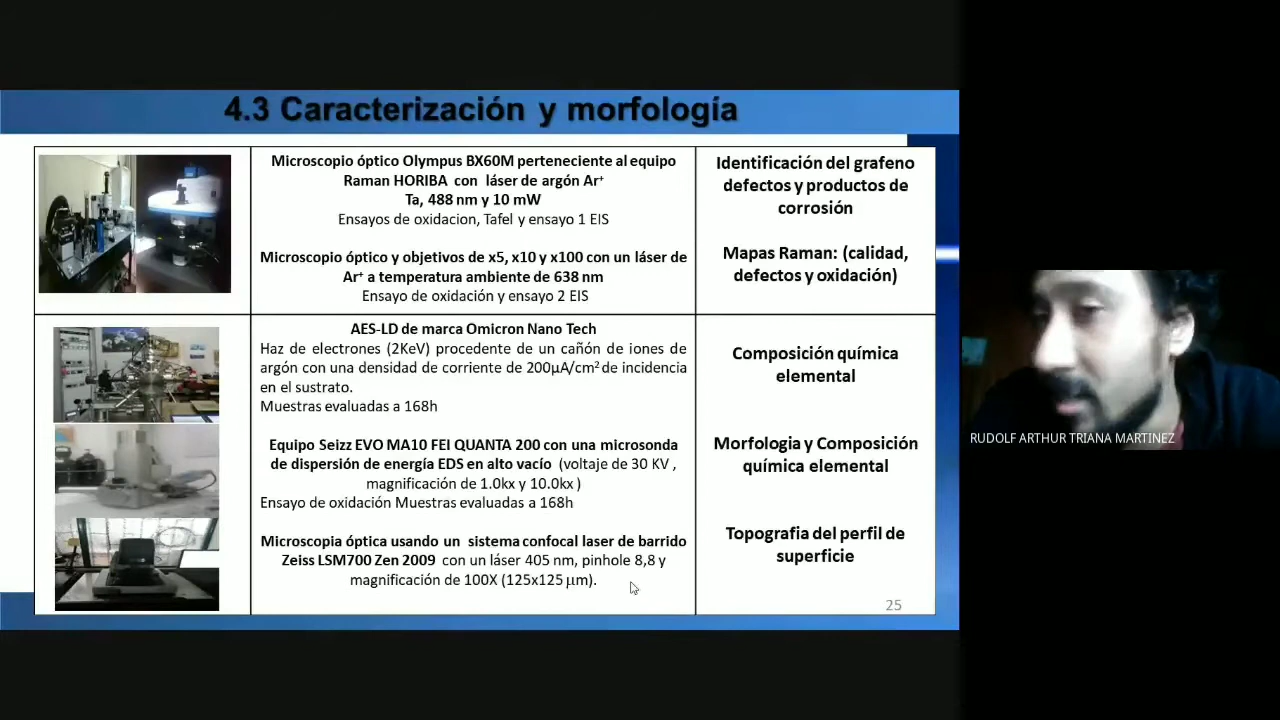 4.3 Caracterización y morfología
Microscopio óptico Olympus BX60M perteneciente al equipo
Raman HORIBA con láser de argón Ar⁺
Ta, 488 nm y 10 mW
Ensayos de oxidacion, Tafel y ensayo 1 EIS
Microscopio óptico y objetivos de x5, x10 y x100 con un láser de
Ar⁺ a temperatura ambiente de 638 nm
Ensayo de oxidación y ensayo 2 EIS
Identificación del grafeno
defectos y productos de
corrosión
Mapas Raman: (calidad,
defectos y oxidación)
AES-LD de marca Omicron Nano Tech
Haz de electrones (2KeV) procedente de un cañón de iones de
argón con una densidad de corriente de 200µA/cm² de incidencia
en el sustrato.
Muestras evaluadas a 168h
Equipo Seizz EVO MA10 FEI QUANTA 200 con una microsonda
de dispersión de energía EDS en alto vacío (voltaje de 30 KV ,
magnificación de 1.0kx y 10.0kx )
Ensayo de oxidación Muestras evaluadas a 168h
Microscopia óptica usando un sistema confocal laser de barrido
Zeiss LSM700 Zen 2009 con un láser 405 nm, pinhole 8,8 y
magnificación de 100X (125x125 µm).
Composición química
elemental
Morfologia y Composición
química elemental
Topografia del perfil de
superficie
25
RUDOLF ARTHUR TRIANA MARTINEZ